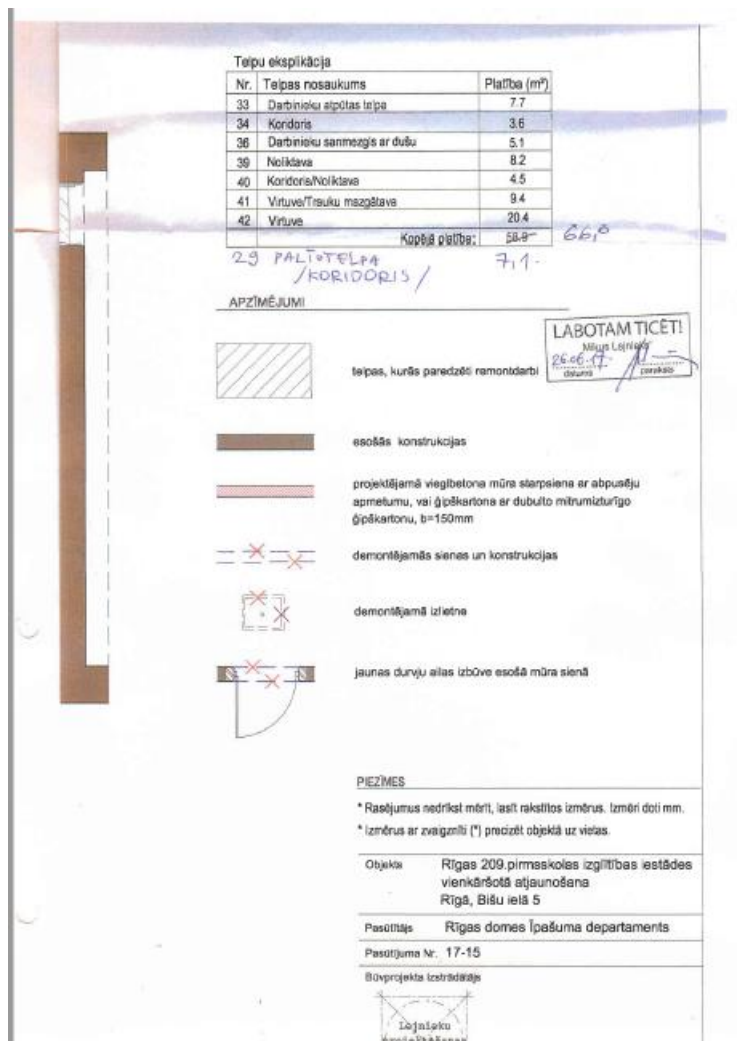 Telpu eksplikācija
Nr. Telpas nosaukums Platība (m²)
33 Darbinieku atpūtas telpa 7.7
34 Koridoris 3.6
36 Darbinieku sanmezgls ar dušu 5.1
39 Noliktava 8.2
40 Koridoris/Noliktava 4.5
41 Virtuve/Trauku mazgātava 9.4
42 Virtuve 20.4
Kopējā platība: 58.9 66,0
29 PALĪGTELPA 7,1
/KORIDORIS/
APZĪMĒJUMI
LABOTAM TICĒT!
Mikus Lejnieks
26.06.17.
datums paraksts
telpas, kurās paredzēti remontdarbi
esošās konstrukcijas
projektējamā vieglbetona mūra starpsiena ar abpusēju
apmetumu, vai ģipškartona ar dubulto mitrumizturīgo
ģipškartonu, b=150mm
demontējamās sienas un konstrukcijas
demontējamā izlietne
jaunas durvju ailas izbūve esošā mūra sienā
PIEZĪMES
* Rasējumus nedrīkst mērīt, lasīt rakstītos izmērus. Izmēri doti mm.
* Izmērus ar zvaigznīti (*) precizēt objektā uz vietas.
Objekts Rīgas 209.pirmsskolas izglītības iestādes
vienkāršotā atjaunošana
Rīgā, Bišu ielā 5
Pasūtītājs Rīgas domes Īpašuma departaments
Pasūtījuma Nr. 17-15
Būvprojekta izstrādātājs
Lejnieku